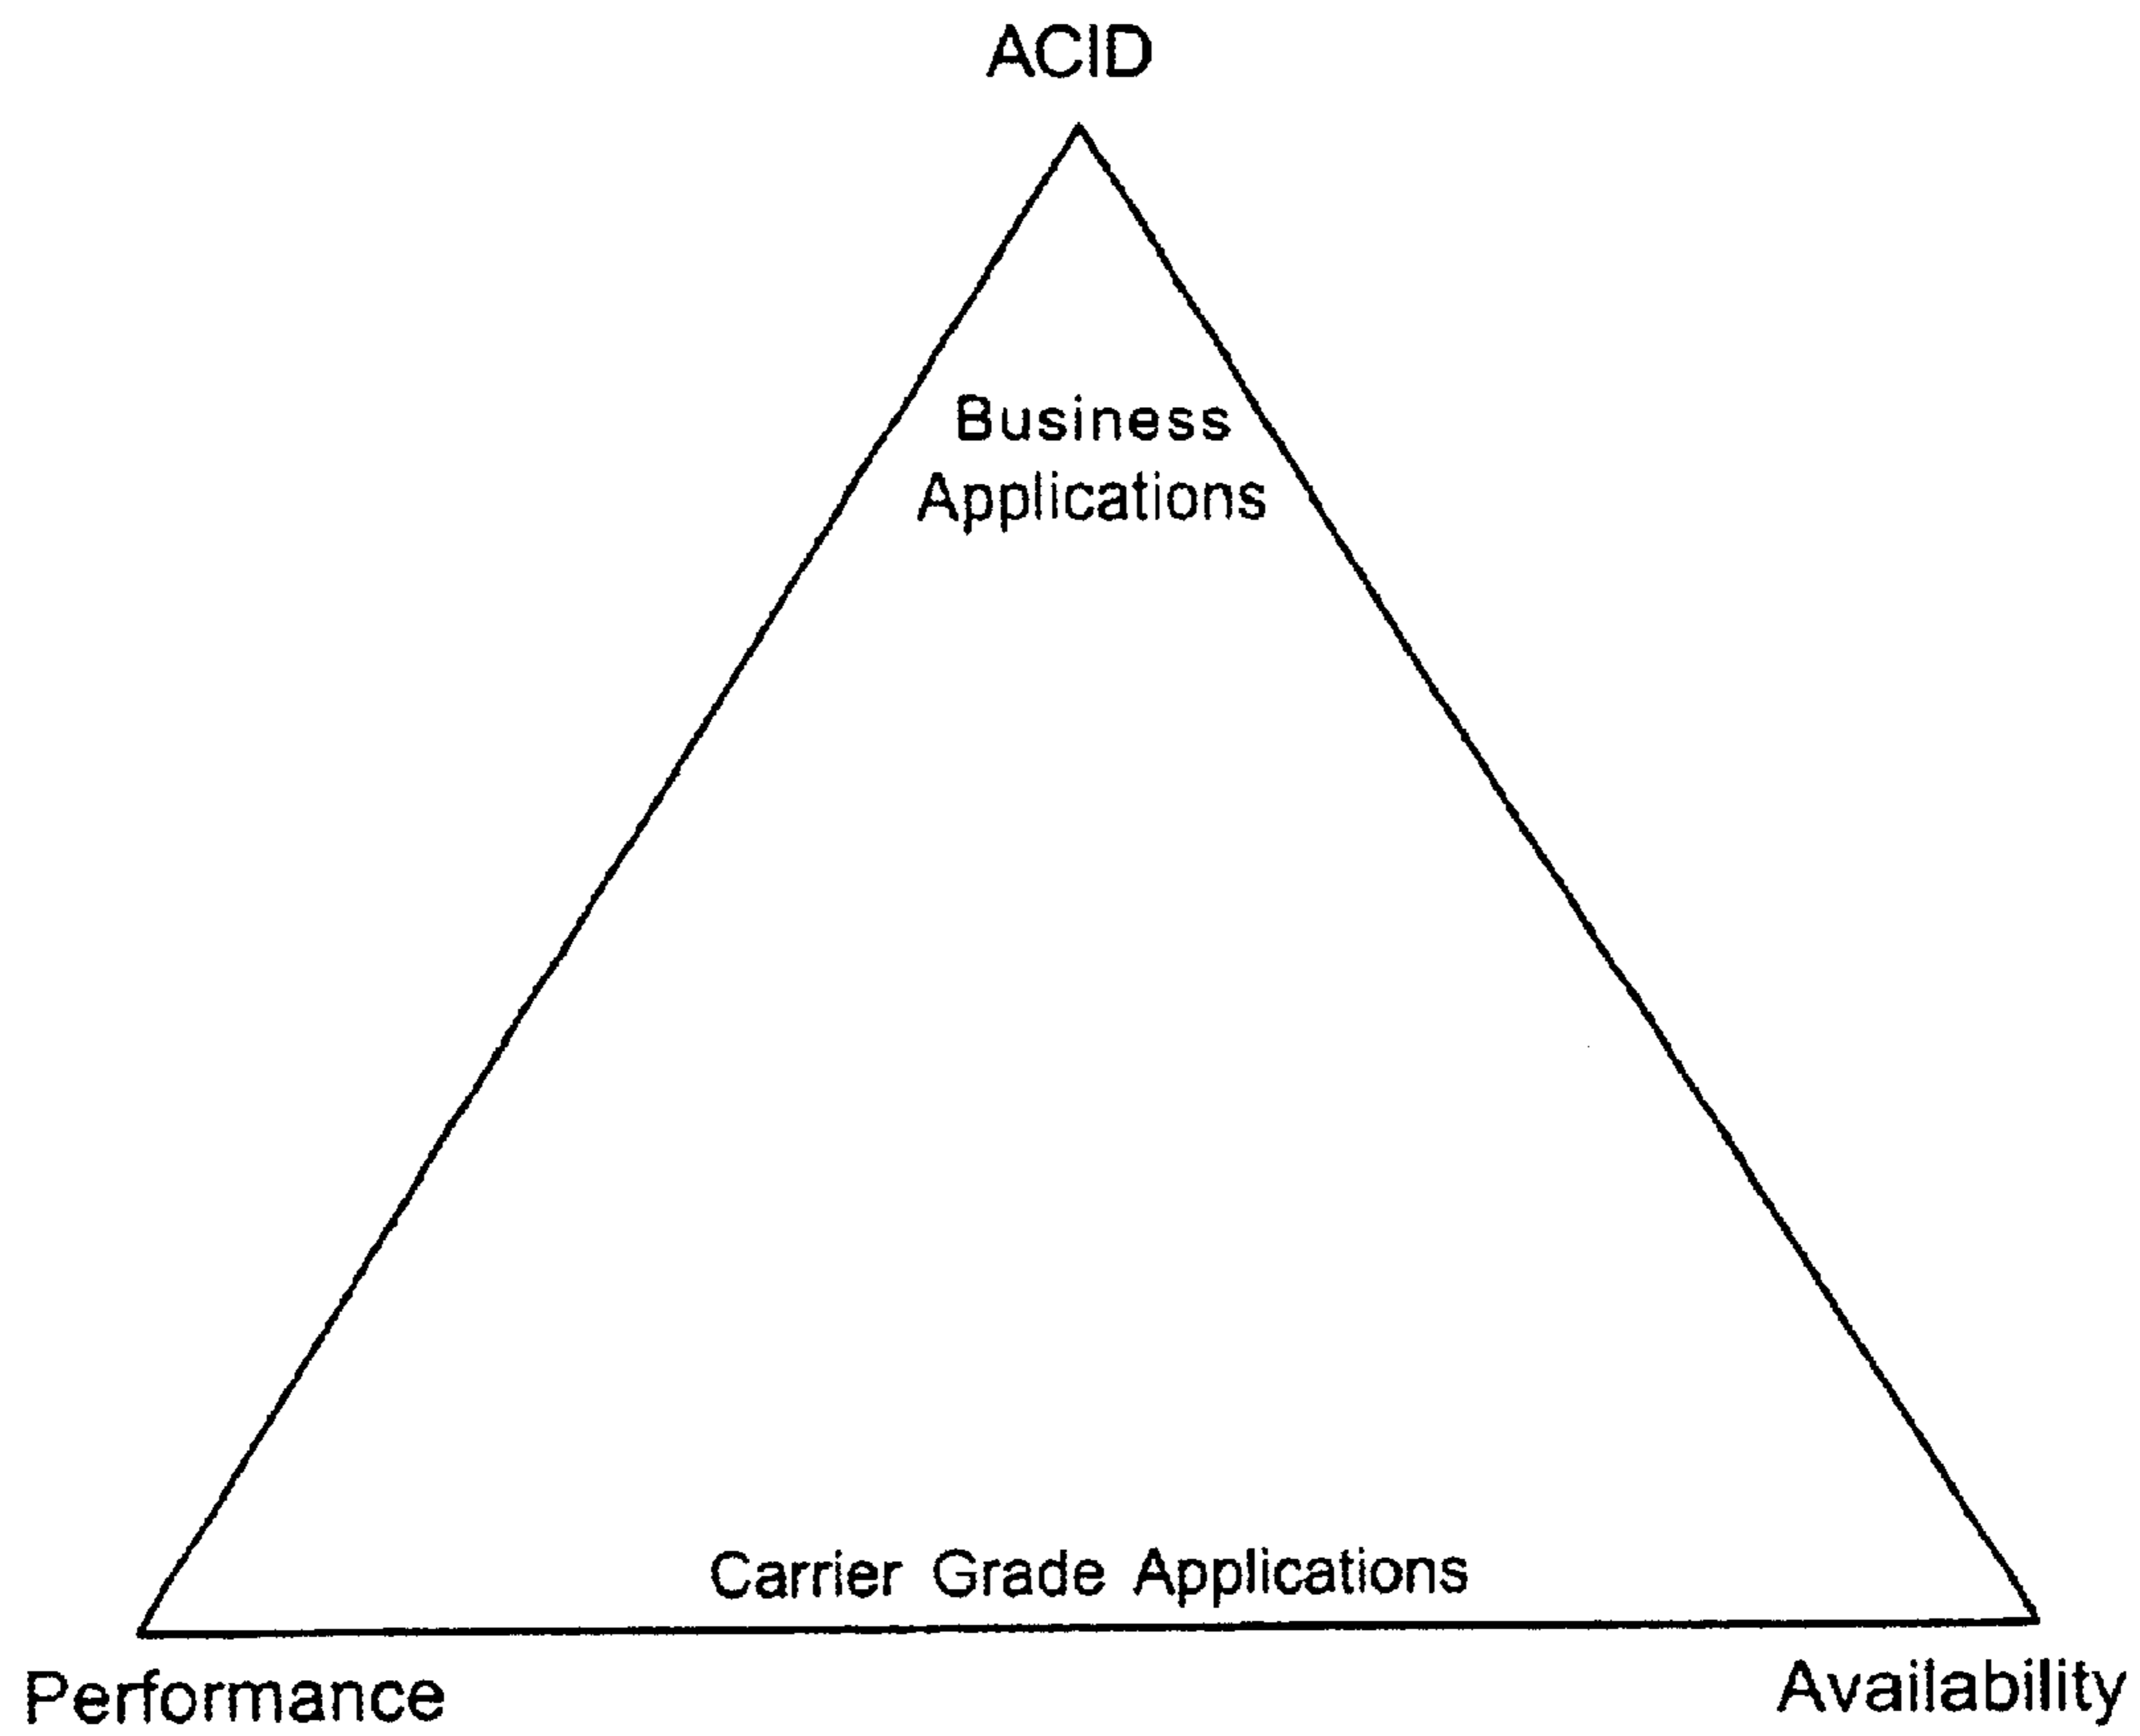 ACID
Business
Applications
Carrier Grade Applications
Performance
Availability